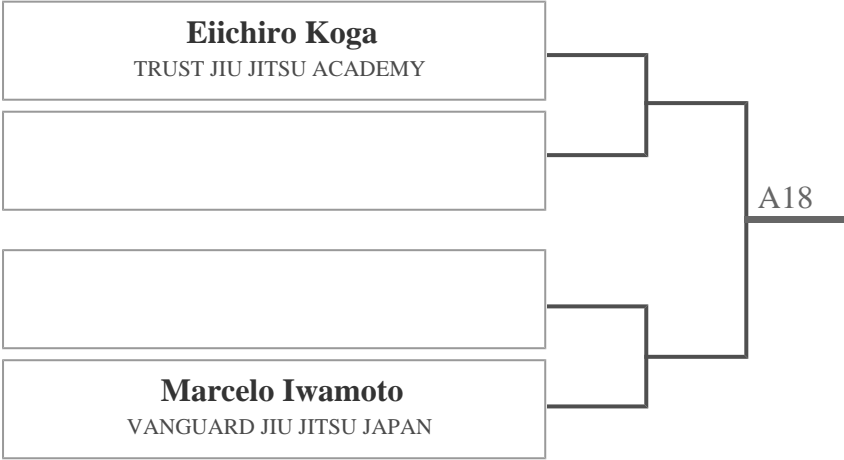 Eiichiro Koga
TRUST JIU JITSU ACADEMY
A18
Marcelo Iwamoto
VANGUARD JIU JITSU JAPAN